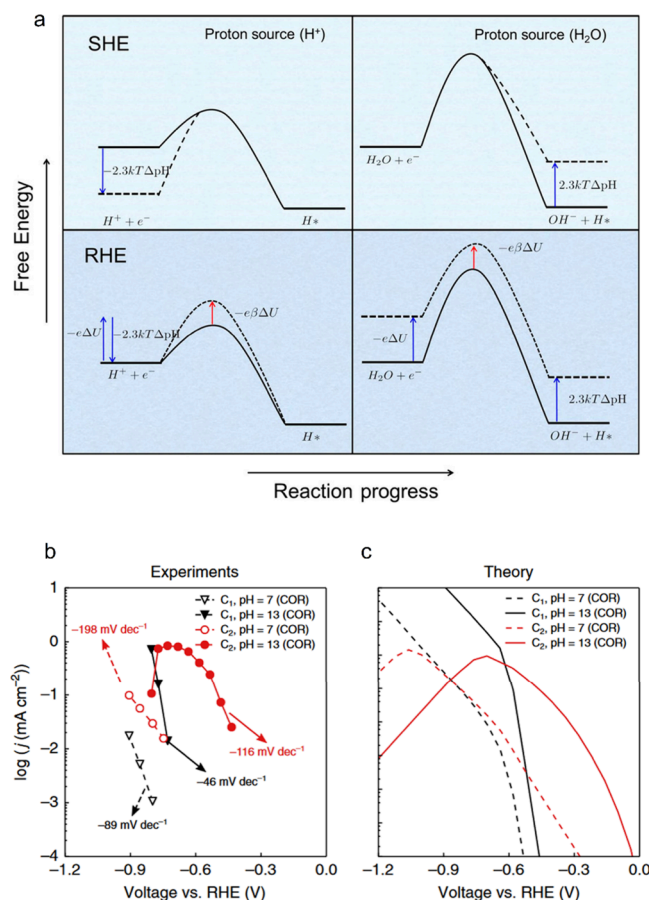 a
SHE
Proton source (H⁺)
Proton source (H₂O)
−2.3kTΔpH
H⁺ + e⁻
H*
H₂O + e⁻
2.3kTΔpH
OH⁻ + H*
RHE
−eΔU
−2.3kTΔpH
−eβΔU
H⁺ + e⁻
H*
−eβΔU
−eΔU
H₂O + e⁻
2.3kTΔpH
OH⁻ + H*
Free Energy
Reaction progress
b
Experiments
C₁, pH = 7 (COR)
C₁, pH = 13 (COR)
C₂, pH = 7 (COR)
C₂, pH = 13 (COR)
−198 mV dec⁻¹
−116 mV dec⁻¹
−46 mV dec⁻¹
−89 mV dec⁻¹
log (j (mA cm⁻²))
1
0
−1
−2
−3
−4
−1.2 −0.9 −0.6 −0.3 0.0
Voltage vs. RHE (V)
c
Theory
C₁, pH = 7 (COR)
C₁, pH = 13 (COR)
C₂, pH = 7 (COR)
C₂, pH = 13 (COR)
−1.2 −0.9 −0.6 −0.3 0.0
Voltage vs. RHE (V)